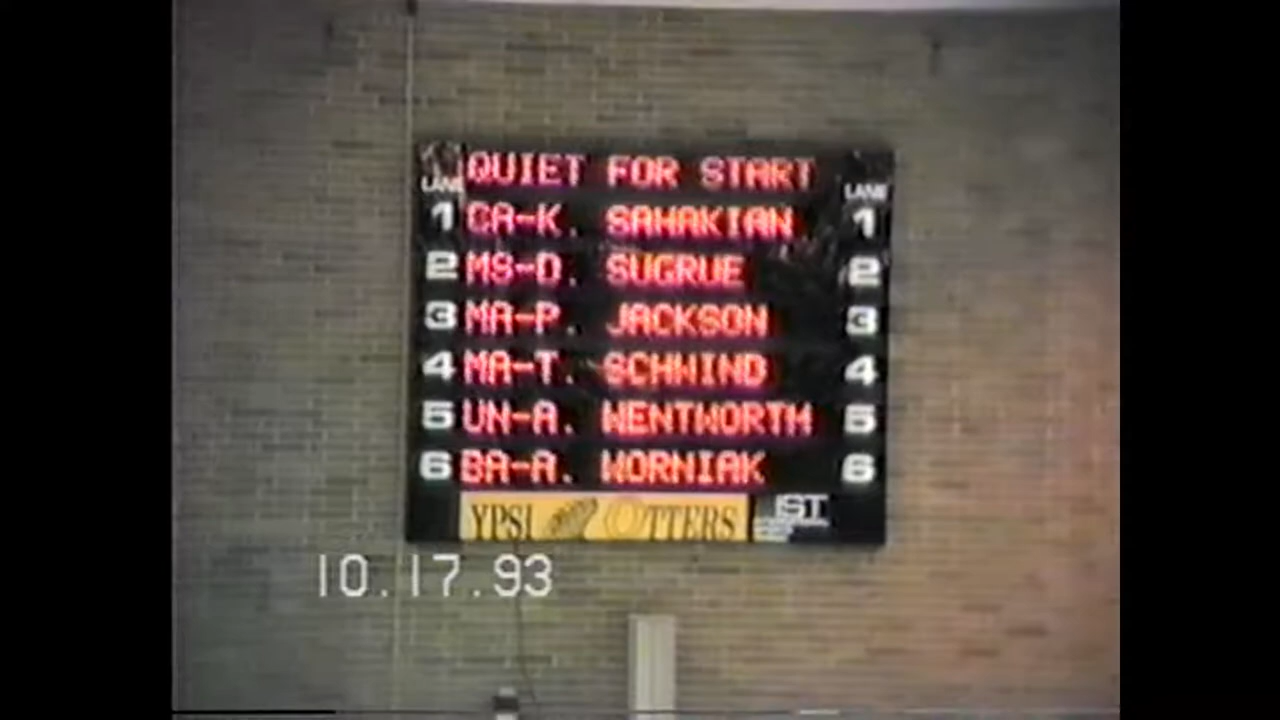 QUIET FOR START
LANE LANE
1 CA-K. SAHAKIAN 1
2 MS-D. SUGRUE 2
3 MA-P. JACKSON 3
4 MA-T. SCHWIND 4
5 UN-A. WENTWORTH 5
6 BA-A. WORNIAK 6
YPSI OTTERS IST
10.17.93